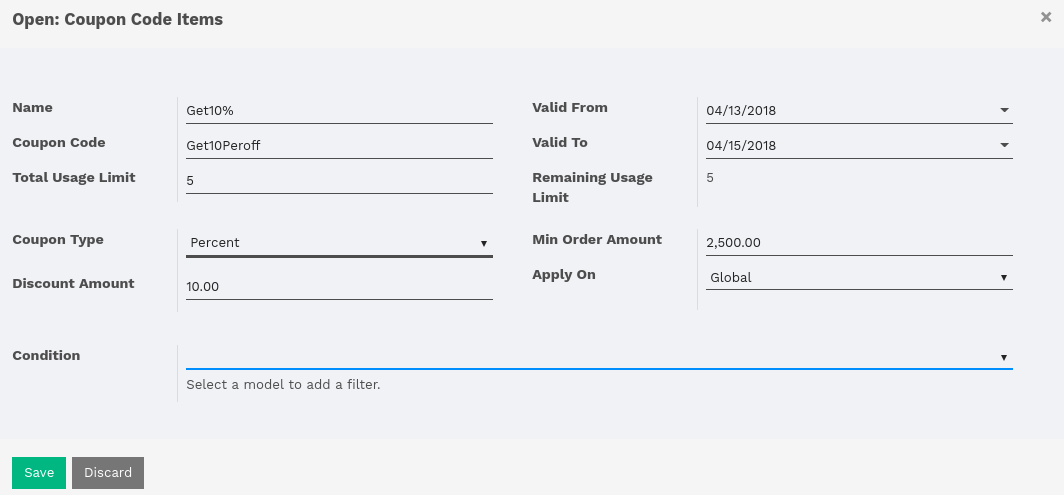 Open: Coupon Code Items
×
Name
Get10%
Valid From
04/13/2018
Coupon Code
Get10Peroff
Valid To
04/15/2018
Total Usage Limit
5
Remaining Usage
Limit
5
Coupon Type
Percent
Min Order Amount
2,500.00
Discount Amount
10.00
Apply On
Global
Condition
Select a model to add a filter.
Save
Discard